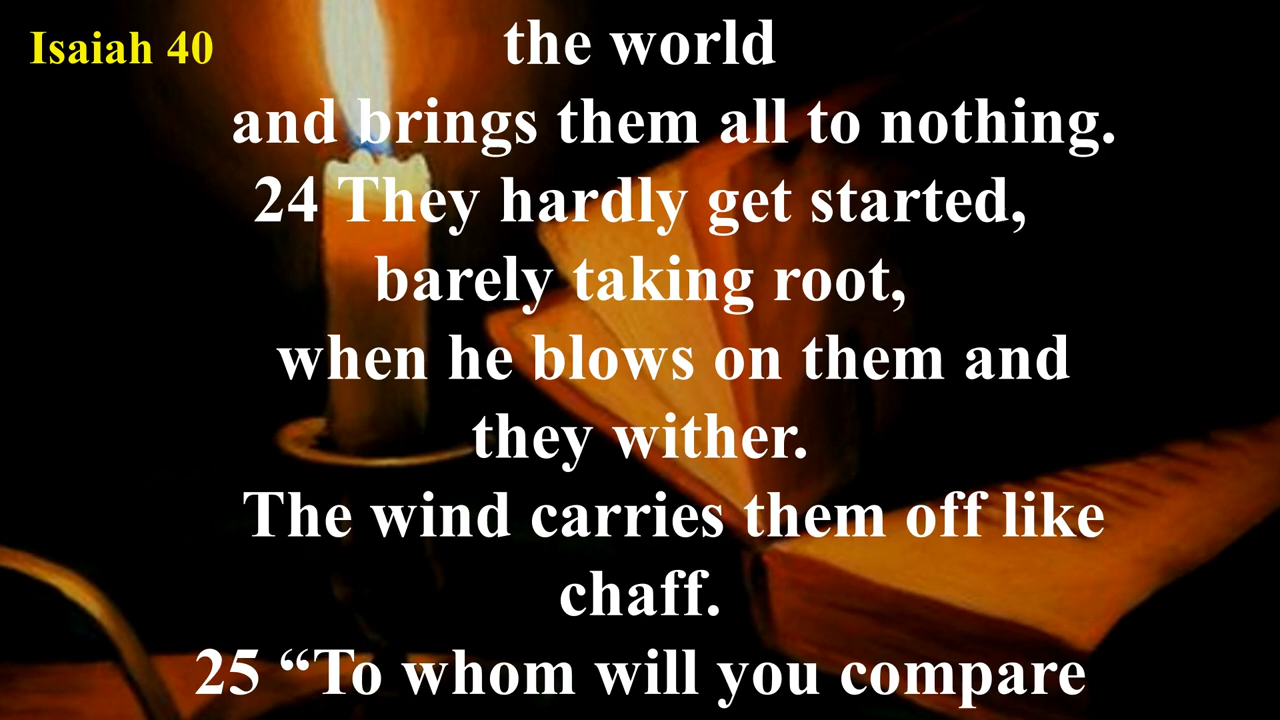 Isaiah 40
the world
and brings them all to nothing.
24 They hardly get started,
barely taking root,
when he blows on them and
they wither.
The wind carries them off like
chaff.
25 “To whom will you compare